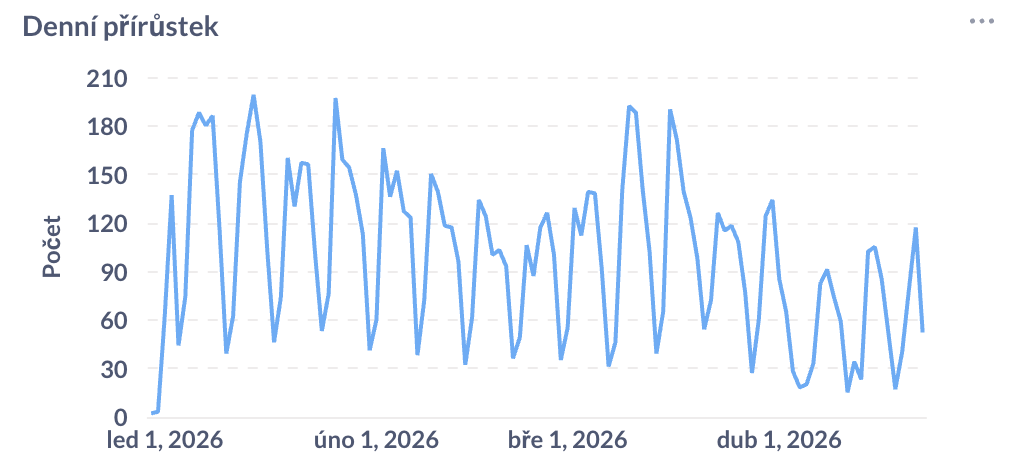 Denní přírůstek
210
180
150
120
90
60
30
0
Počet
led 1, 2026
úno 1, 2026
bře 1, 2026
dub 1, 2026